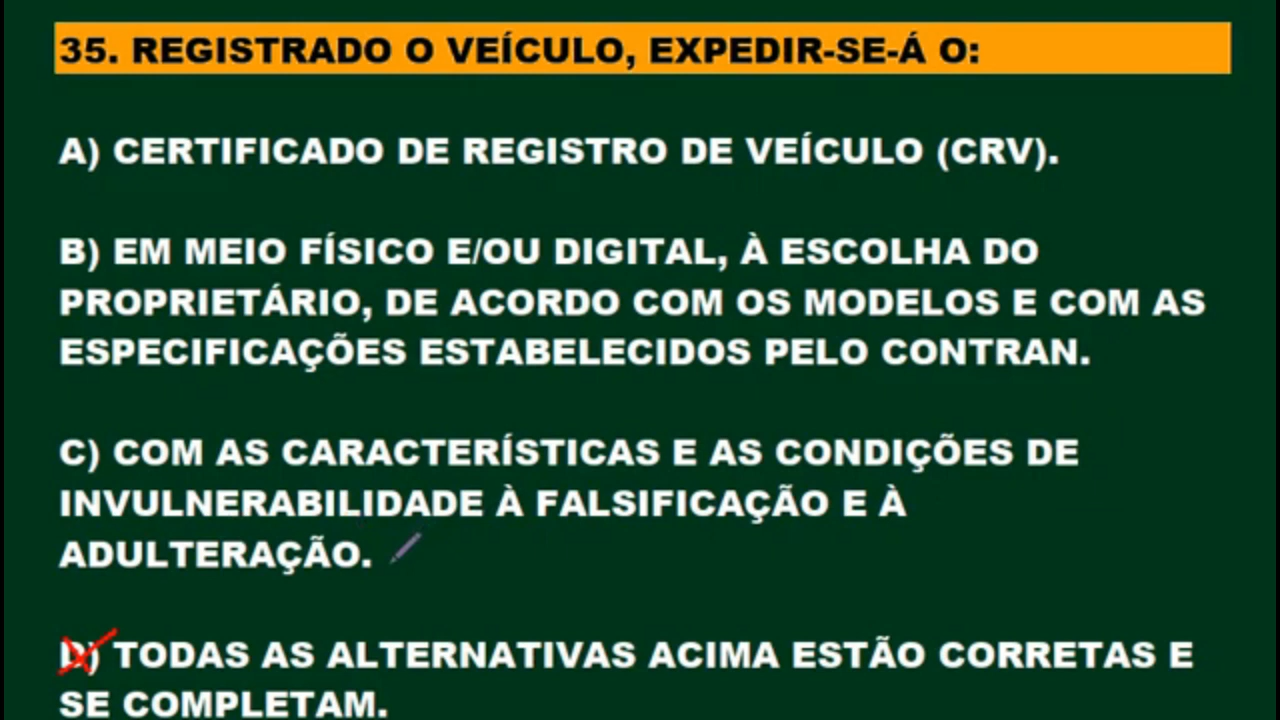 35. REGISTRADO O VEÍCULO, EXPEDIR-SE-Á O:
A) CERTIFICADO DE REGISTRO DE VEÍCULO (CRV).
B) EM MEIO FÍSICO E/OU DIGITAL, À ESCOLHA DO
PROPRIETÁRIO, DE ACORDO COM OS MODELOS E COM AS
ESPECIFICAÇÕES ESTABELECIDOS PELO CONTRAN.
C) COM AS CARACTERÍSTICAS E AS CONDIÇÕES DE
INVULNERABILIDADE À FALSIFICAÇÃO E À
ADULTERAÇÃO.
D) TODAS AS ALTERNATIVAS ACIMA ESTÃO CORRETAS E
SE COMPLETAM.